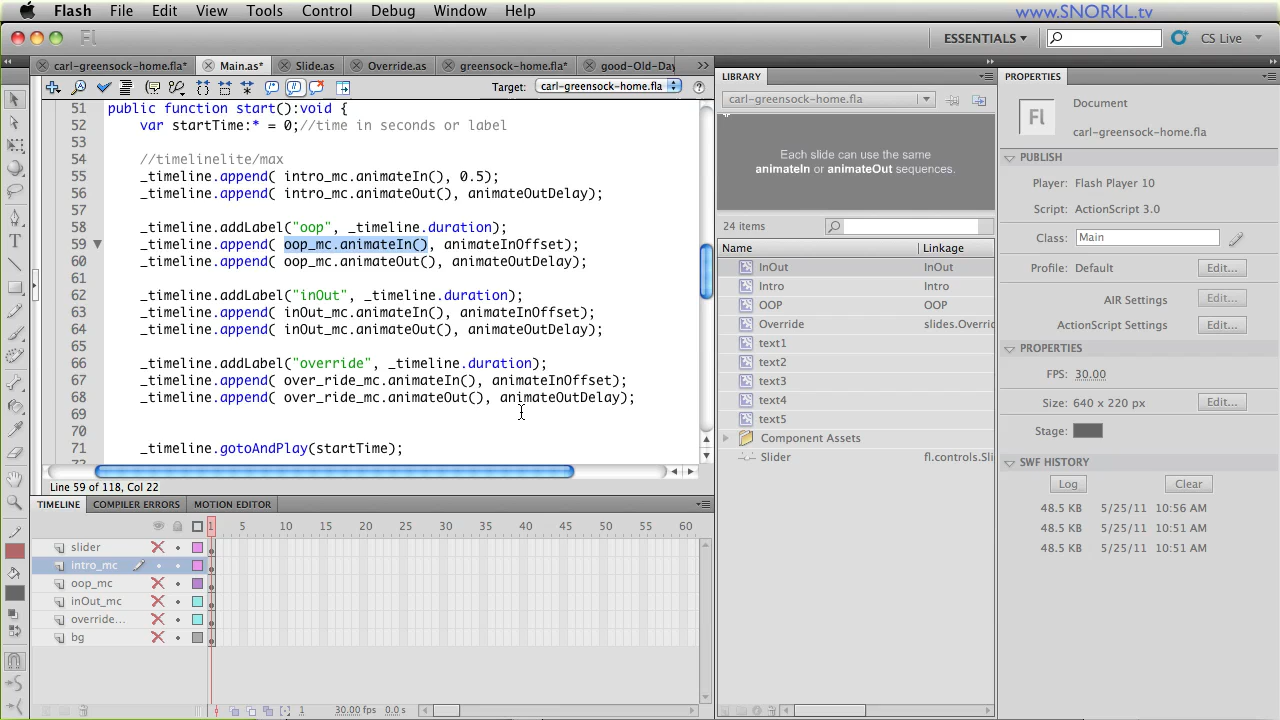 Flash File Edit View Tools Control Debug Window Help
www.SNORKL.tv
Fl ESSENTIALS CS Live
carl-greensock-home.fla* Main.as* Slide.as Override.as greensock-home.fla* good-Old-Day >>
Target: carl-greensock-home.fla
51 public function start():void {
52 var startTime:* = 0;//time in seconds or label
53
54 //timelinelite/max
55 _timeline.append( intro_mc.animateIn(), 0.5);
56 _timeline.append( intro_mc.animateOut(), animateOutDelay);
57
58 _timeline.addLabel("oop", _timeline.duration);
59 _timeline.append( oop_mc.animateIn(), animateInOffset);
60 _timeline.append( oop_mc.animateOut(), animateOutDelay);
61
62 _timeline.addLabel("inOut", _timeline.duration);
63 _timeline.append( inOut_mc.animateIn(), animateInOffset);
64 _timeline.append( inOut_mc.animateOut(), animateOutDelay);
65
66 _timeline.addLabel("override", _timeline.duration);
67 _timeline.append( over_ride_mc.animateIn(), animateInOffset);
68 _timeline.append( over_ride_mc.animateOut(), animateOutDelay);
69
70
71 _timeline.gotoAndPlay(startTime);
Line 59 of 118, Col 22
TIMELINE COMPILER ERRORS MOTION EDITOR
1 5 10 15 20 25 30 35 40 45 50 55 60
slider
intro_mc
oop_mc
inOut_mc
override...
bg
1 30.00 fps 0.0 s
LIBRARY
carl-greensock-home.fla
Each slide can use the same
animateIn or animateOut sequences.
24 items
Name Linkage
InOut InOut
Intro Intro
OOP OOP
Override slides.Overric
text1
text2
text3
text4
text5
Component Assets
Slider fl.controls.Sli
PROPERTIES
Fl Document
carl-greensock-home.fla
PUBLISH
Player: Flash Player 10
Script: ActionScript 3.0
Class: Main
Profile: Default Edit...
AIR Settings Edit...
ActionScript Settings Edit...
PROPERTIES
FPS: 30.00
Size: 640 x 220 px Edit...
Stage:
SWF HISTORY
Log Clear
48.5 KB 5/25/11 10:56 AM
48.5 KB 5/25/11 10:51 AM
48.5 KB 5/25/11 10:51 AM